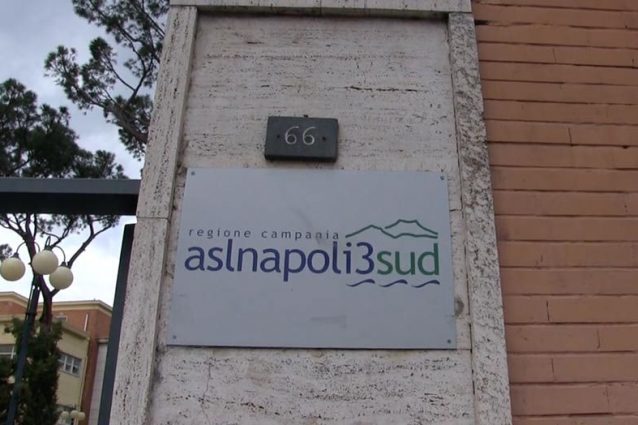 66
regione campania
aslnapoli3sud